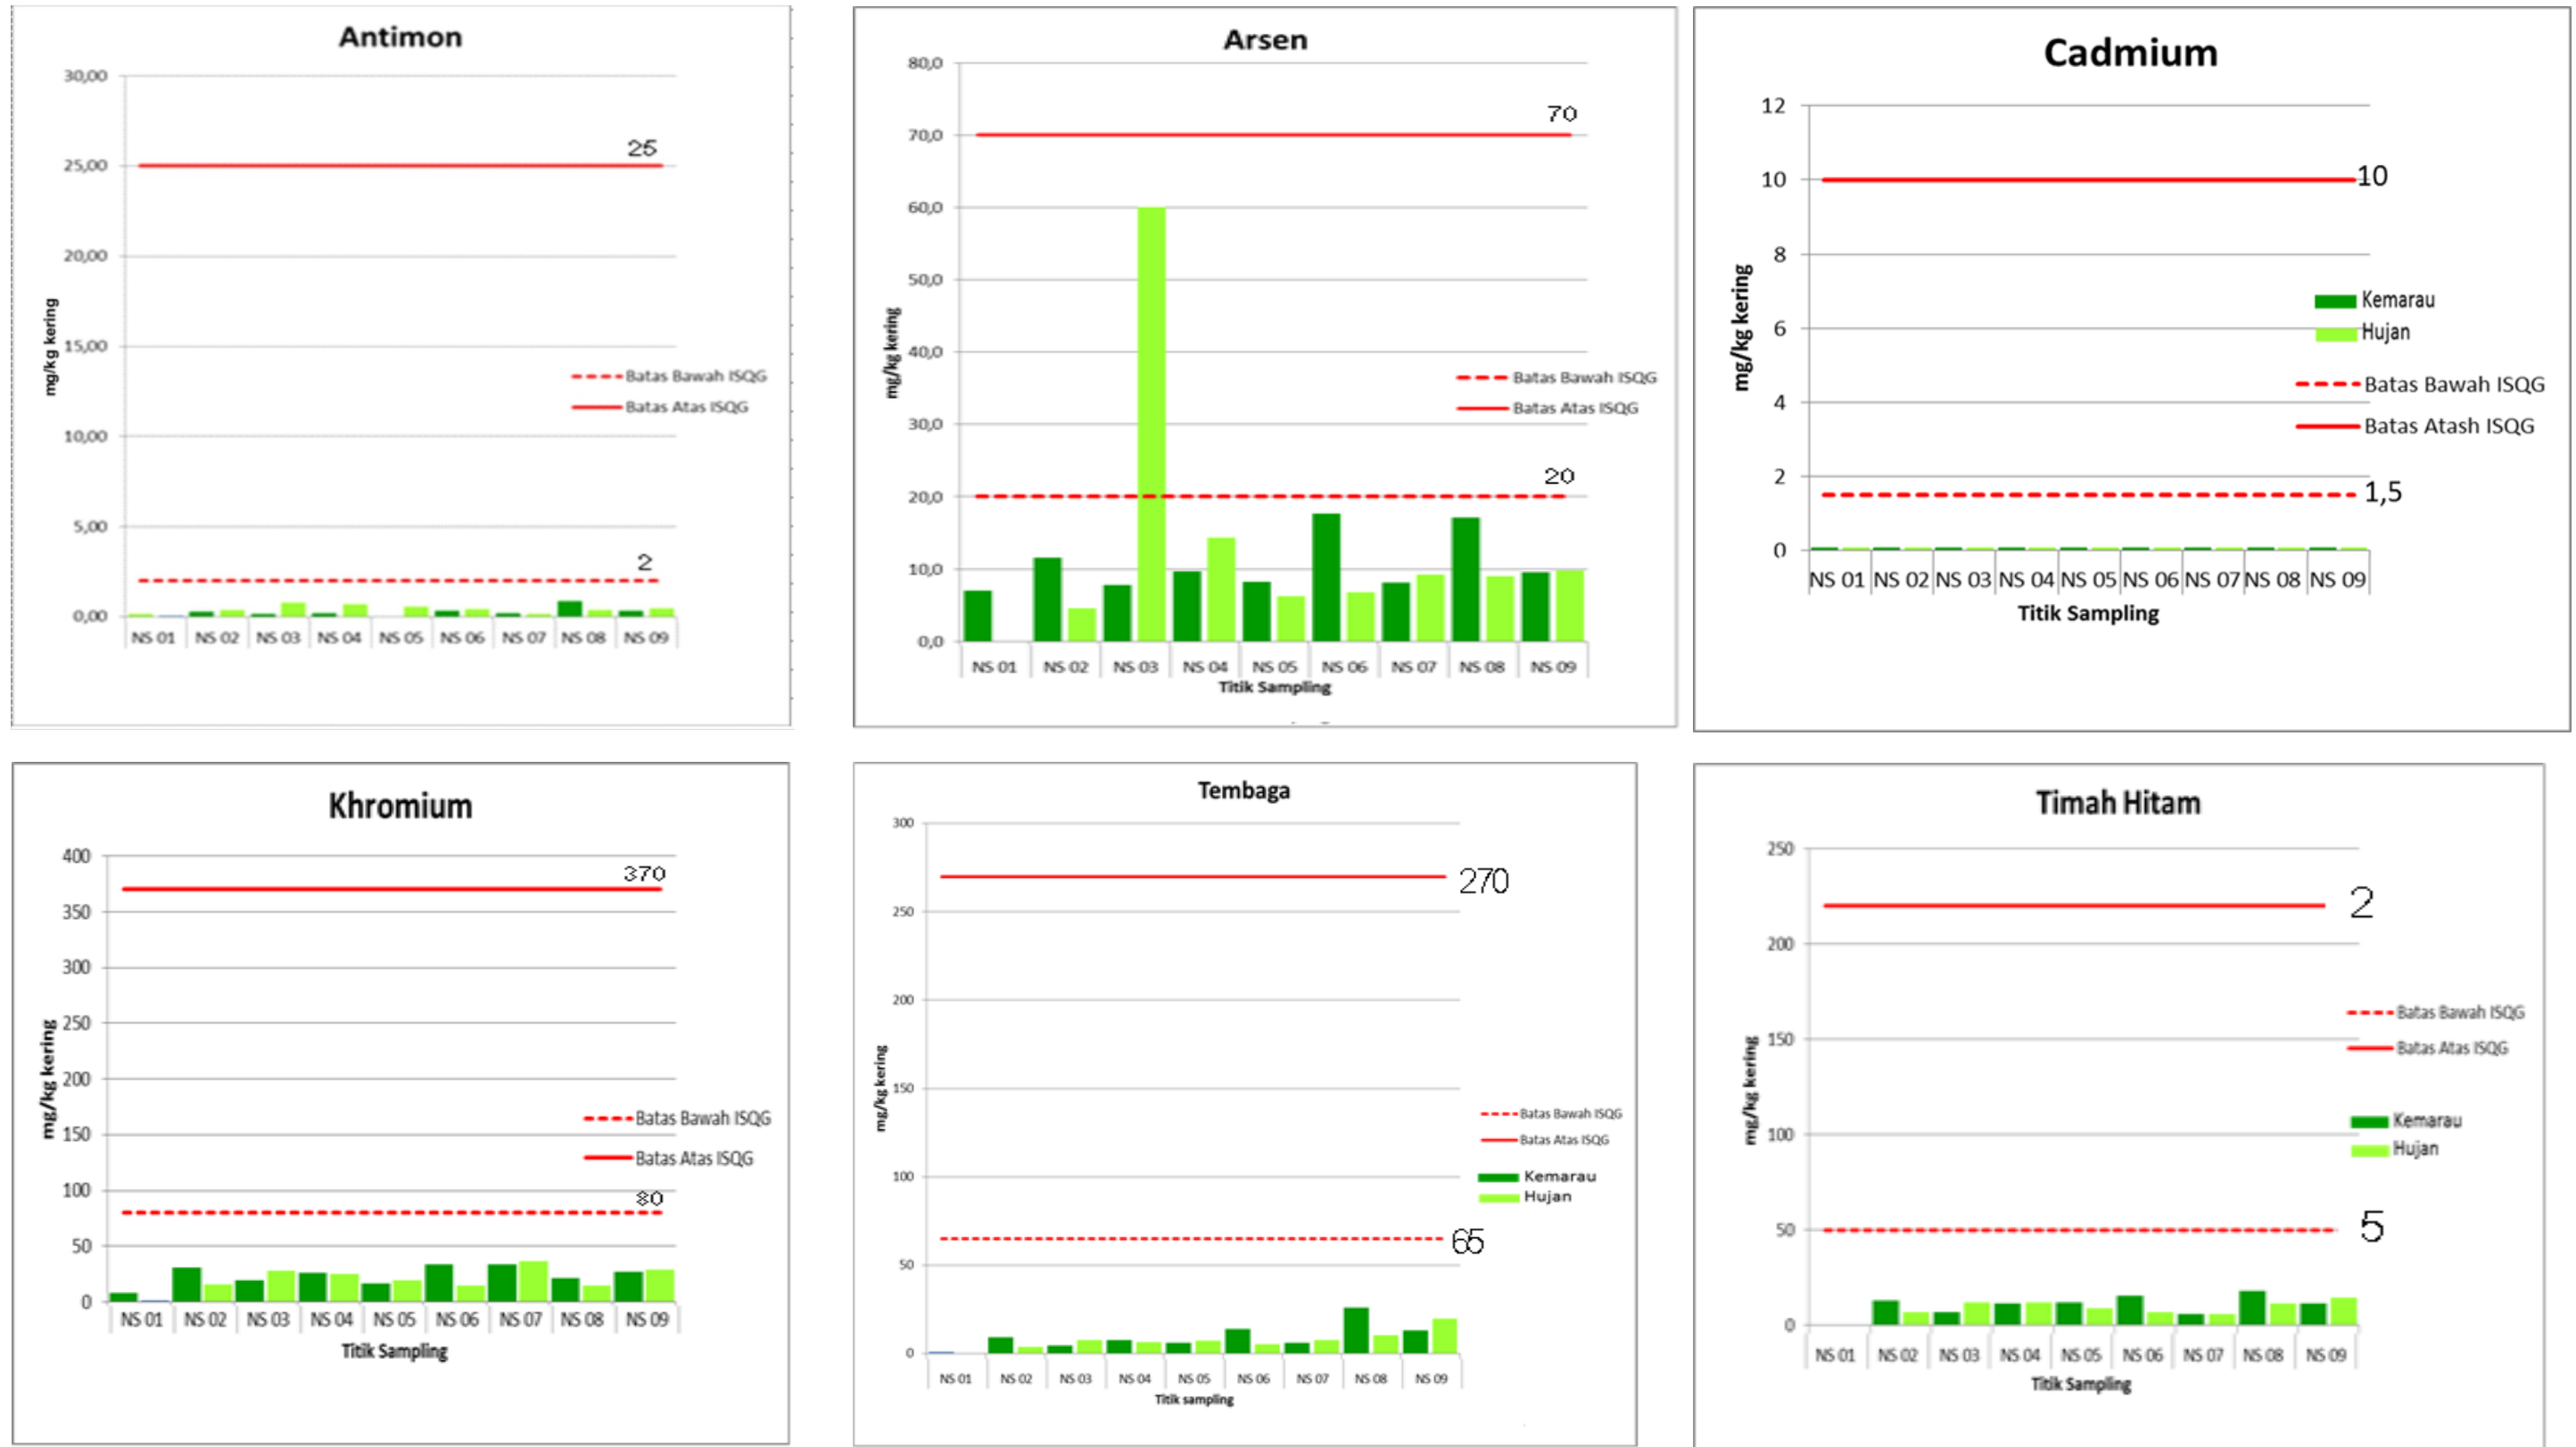 Antimon
30,00
25
25,00
20,00
15,00
10,00
5,00
2
0,00
mg/kg kering
Batas Bawah ISQG
Batas Atas ISQG
NS 01 NS 02 NS 03 NS 04 NS 05 NS 06 NS 07 NS 08 NS 09
Arsen
80,0
70
70,0
60,0
50,0
40,0
30,0
20
20,0
10,0
0,0
mg/kg kering
Batas Bawah ISQG
Batas Atas ISQG
NS 01 NS 02 NS 03 NS 04 NS 05 NS 06 NS 07 NS 08 NS 09
Titik Sampling
Cadmium
12
10
10
8
6
4
2
1,5
0
mg/kg kering
Kemarau
Hujan
Batas Bawah ISQG
Batas Atash ISQG
NS 01 NS 02 NS 03 NS 04 NS 05 NS 06 NS 07 NS 08 NS 09
Titik Sampling
Khromium
400
370
350
300
250
200
150
100
80
50
0
mg/kg kering
Batas Bawah ISQG
Batas Atas ISQG
NS 01 NS 02 NS 03 NS 04 NS 05 NS 06 NS 07 NS 08 NS 09
Titik Sampling
Tembaga
300
270
250
200
150
100
65
50
0
mg/kg kering
Batas Bawah ISQG
Batas Atas ISQG
Kemarau
Hujan
NS 01 NS 02 NS 03 NS 04 NS 05 NS 06 NS 07 NS 08 NS 09
Titik sampling
Timah Hitam
250
2
200
150
100
50
5
0
mg/kg kering
Batas Bawah ISQG
Batas Atas ISQG
Kemarau
Hujan
NS 01 NS 02 NS 03 NS 04 NS 05 NS 06 NS 07 NS 08 NS 09
Titik Sampling